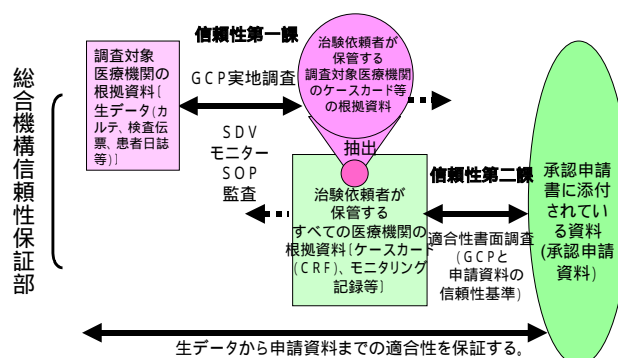 総合機構信頼性保証部
調査対象
医療機関の
根拠資料[
生データ(カ
ルテ、検査伝
票、患者日誌
等)]
信頼性第一課
GCP実地調査
SDV
モニター
SOP
監査
治験依頼者が
保管する
調査対象医療機関
のケースカード等
の根拠資料
抽出
治験依頼者が
保管する
すべての医療機関の
根拠資料[ケースカード
(CRF)、モニタリング
記録等]
信頼性第二課
適合性書面調査
(GCPと
申請資料の
信頼性基準)
承認申請
書に添付
されてい
る資料
(承認申請
資料)
生データから申請資料までの適合性を保証する。